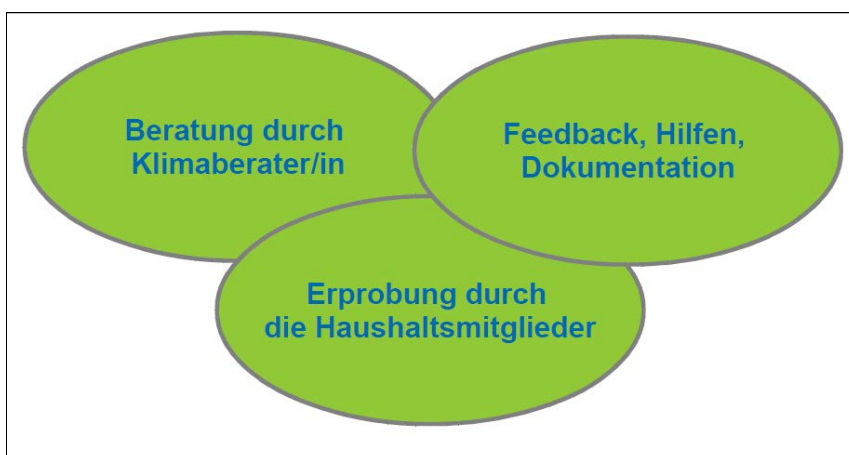 Beratung durch
Klimaberater/in
Feedback, Hilfen,
Dokumentation
Erprobung durch
die Haushaltsmitglieder